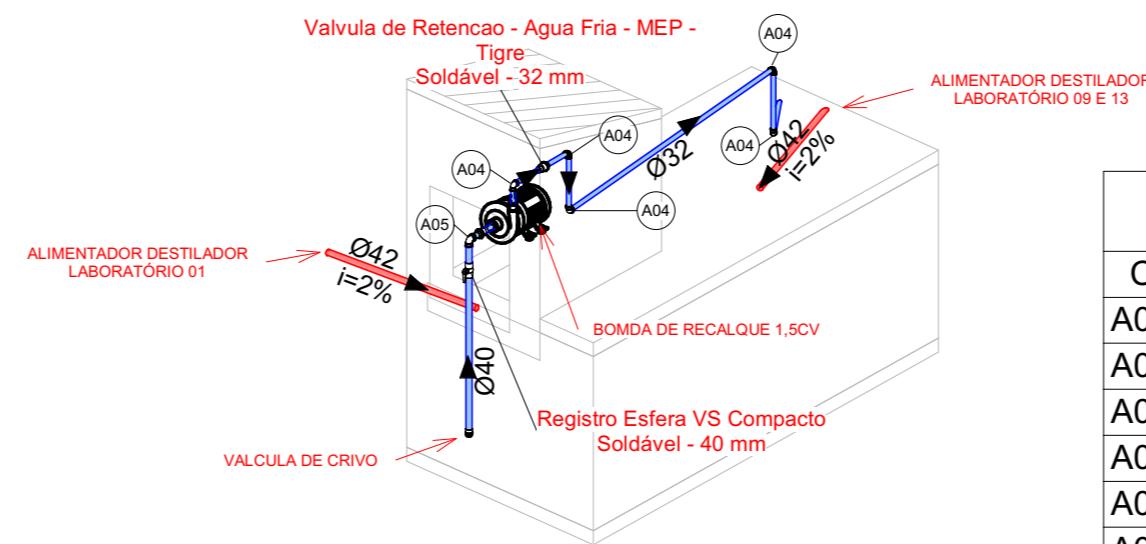 Valvula de Retencao - Agua Fria - MEP -
Tigre
Soldável - 32 mm
A04
ALIMENTADOR DESTILADOR
LABORATÓRIO 09 E 13
A04
A04
Ø32
A04
Ø42
i=2%
A04
A05
ALIMENTADOR DESTILADOR
LABORATÓRIO 01
Ø42
i=2%
BOMDA DE RECALQUE 1,5CV
Ø40
Registro Esfera VS Compacto
Soldável - 40 mm
VALCULA DE CRIVO